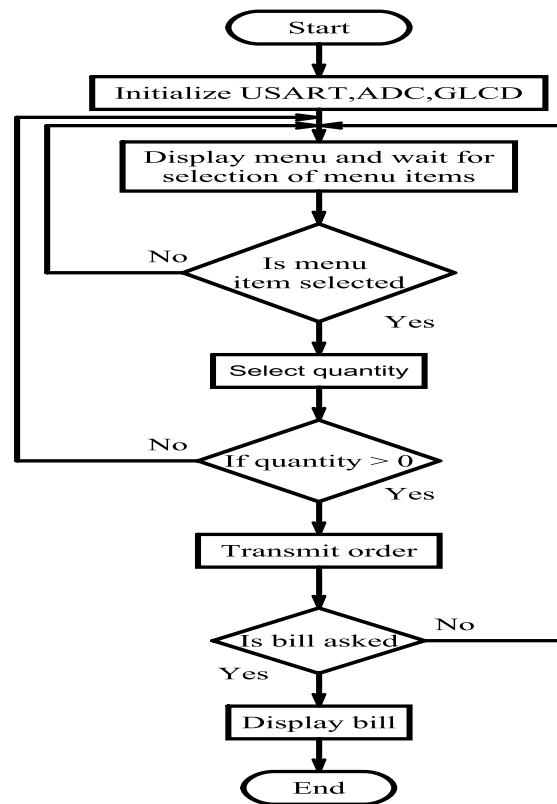 Start
Initialize USART,ADC,GLCD
Display menu and wait for
selection of menu items
No
Is menu
item selected
Yes
Select quantity
No
If quantity > 0
Yes
Transmit order
Is bill asked
No
Yes
Display bill
End